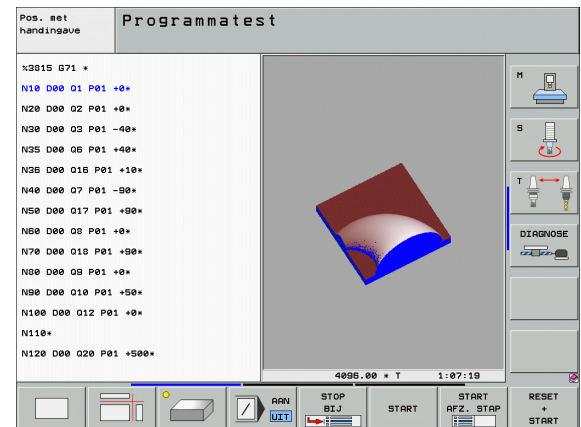 Pos. met
handingave
Programmatest
%3815 G71 *
N10 D00 Q1 P01 +0*
N20 D00 Q2 P01 +0*
N30 D00 Q3 P01 -40*
N35 D00 Q6 P01 +40*
N36 D00 Q16 P01 +10*
N40 D00 Q7 P01 -90*
N50 D00 Q17 P01 +90*
N60 D00 Q8 P01 +0*
N70 D00 Q18 P01 +90*
N80 D00 Q9 P01 +0*
N90 D00 Q10 P01 +50*
N100 D00 Q12 P01 +0*
N110*
N120 D00 Q20 P01 +500*
4096.00 * T 1:07:19
M
S
T
DIAGNOSE
AAN
UIT
STOP
BIJ
START
START
AFZ. STAP
RESET
+
START